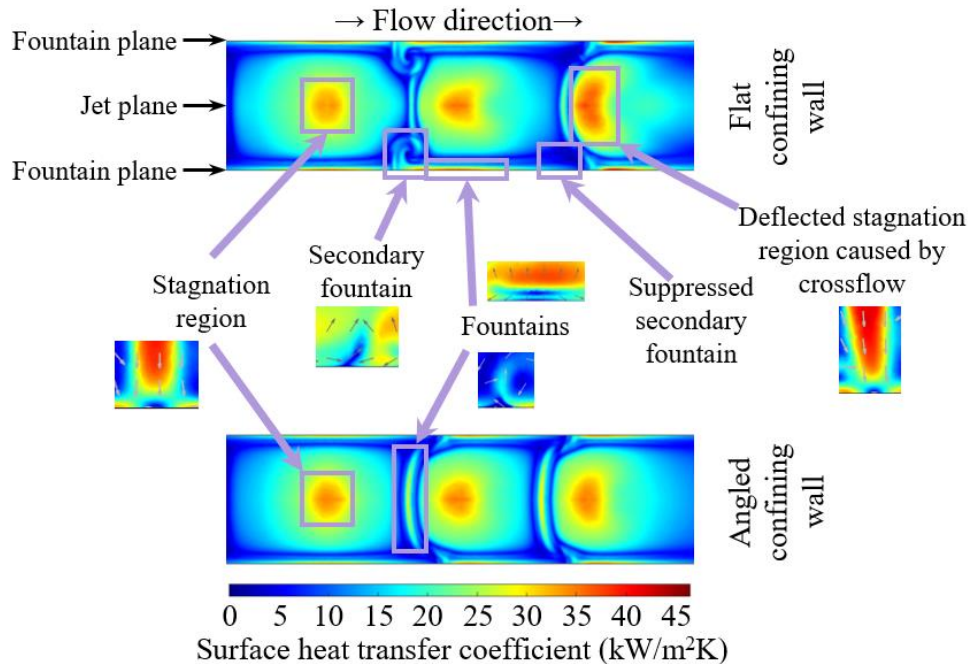 → Flow direction→
Fountain plane
Jet plane
Fountain plane
Flat
confining
wall
Stagnation
region
Secondary
fountain
Fountains
Suppressed
secondary
fountain
Deflected stagnation
region caused by
crossflow
Angled
confining
wall
0 5 10 15 20 25 30 35 40 45
Surface heat transfer coefficient (kW/m²K)